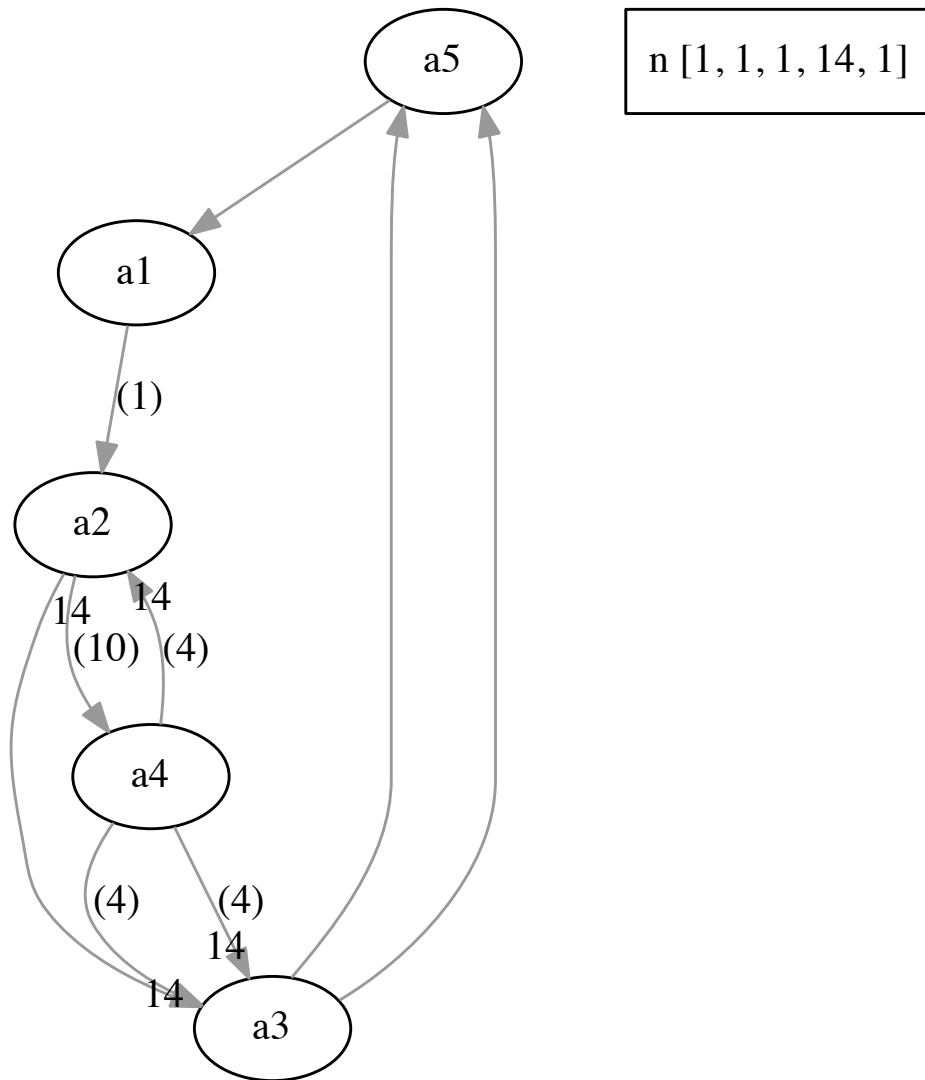 a5
n [1, 1, 1, 14, 1]
a1
(1)
a2
14
14
(10)
(4)
a4
(4)
(4)
14
14
a3